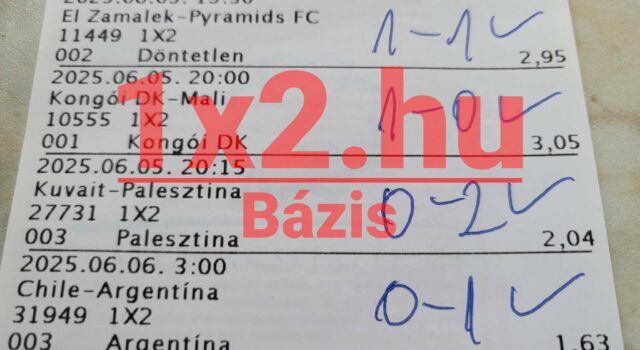 El Zamalek-Pyramids FC
11449 1X2
1-1 ✓
002 Döntetlen 2,95
2025.06.05. 20:00
Kongói DK-Mali
10555 1X2
1-0 ✓
001 Kongói DK 3,05
2025.06.05. 20:15
Kuvait-Palesztina
27731 1X2
0-2 ✓
003 Palesztina 2,04
2025.06.06. 3:00
Chile-Argentína
31949 1X2
0-1 ✓
003 Argentína 1,63
1x2.hu
Bázis